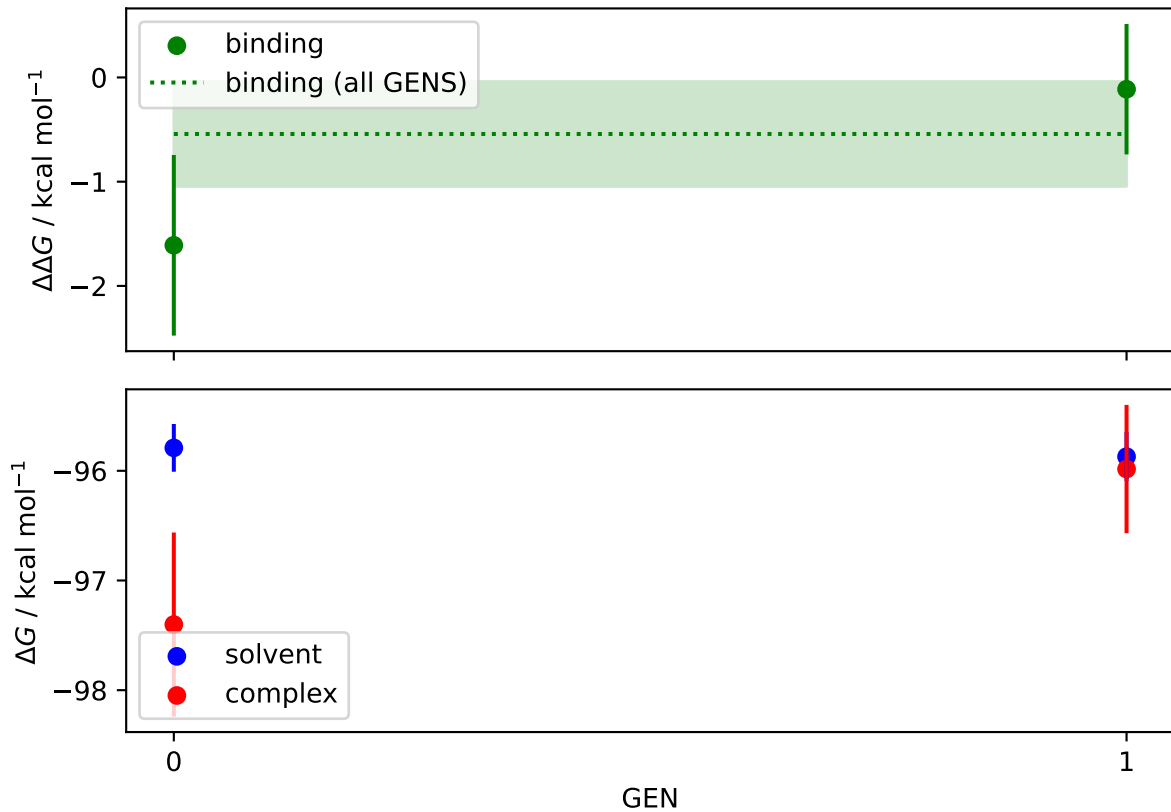 binding
binding (all GENS)
0
−1
−2
ΔΔG / kcal mol⁻¹
−96
−97
−98
ΔG / kcal mol⁻¹
solvent
complex
0
1
GEN